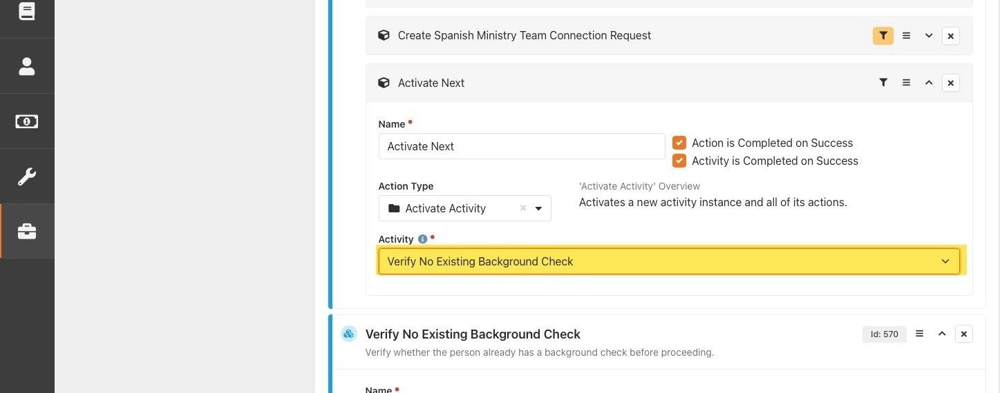 Create Spanish Ministry Team Connection Request
Activate Next
Name
Activate Next
Action is Completed on Success
Activity is Completed on Success
Action Type
'Activate Activity' Overview
Activate Activity
Activates a new activity instance and all of its actions.
Activity
Verify No Existing Background Check
Verify No Existing Background Check
Id: 570
Verify whether the person already has a background check before proceeding.
Name